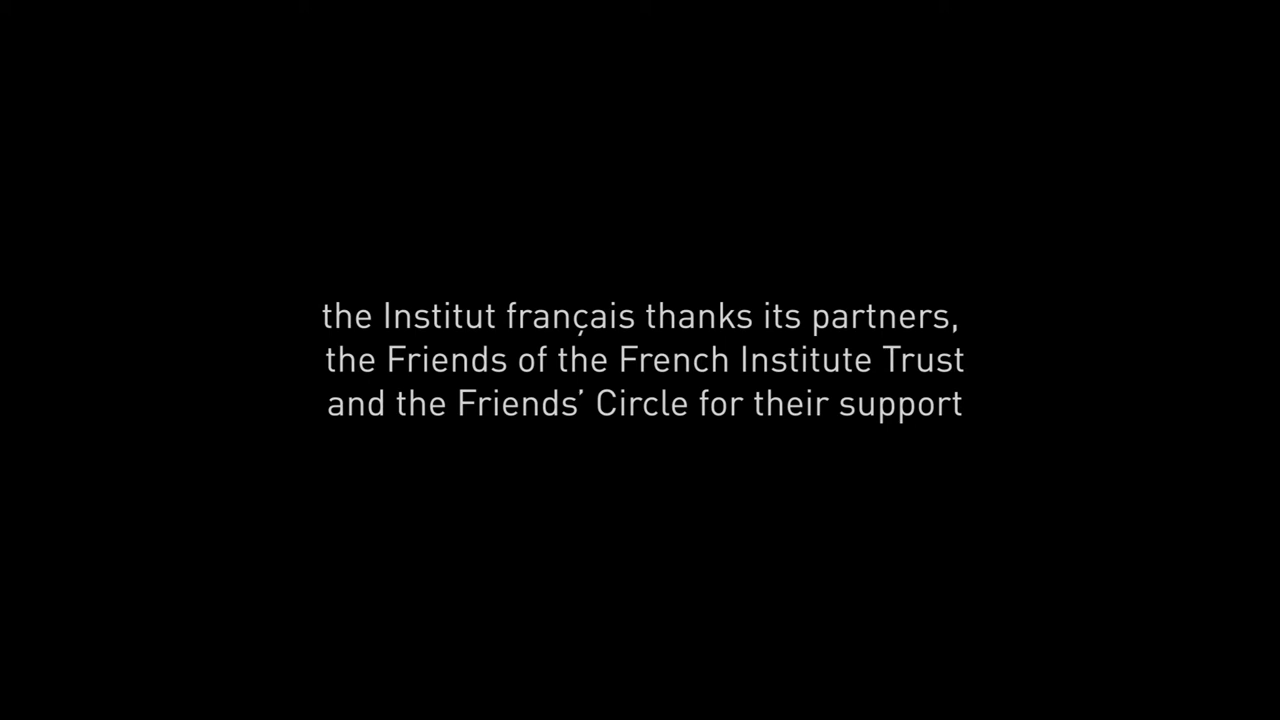 the Institut français thanks its partners,
the Friends of the French Institute Trust
and the Friends’ Circle for their support